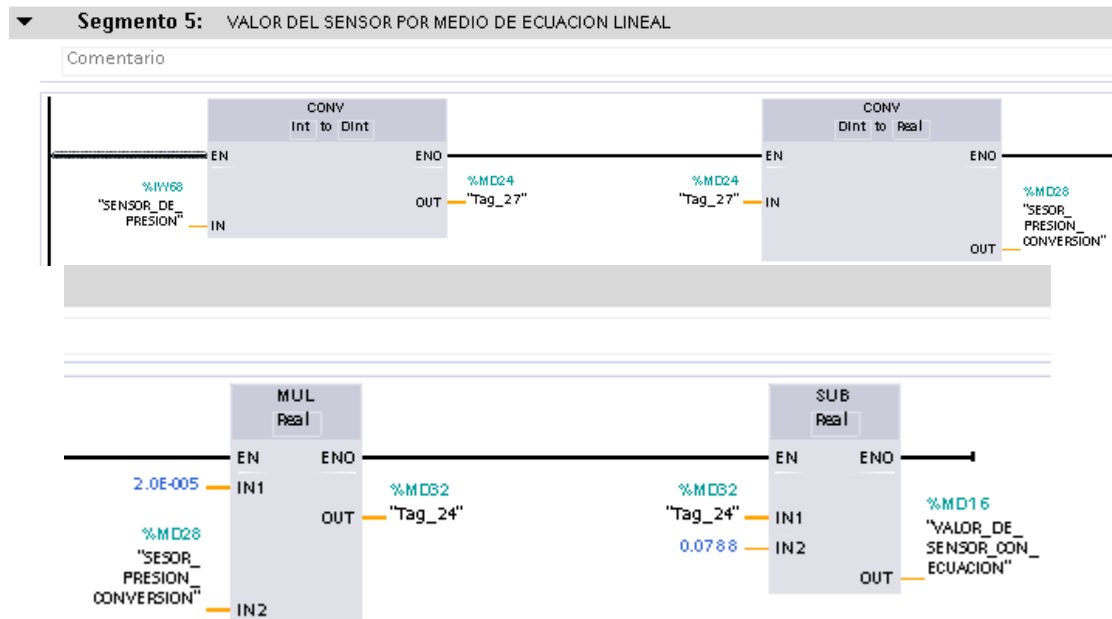 Segmento 5: VALOR DEL SENSOR POR MEDIO DE ECUACION LINEAL
Comentario
CONV
Int to DInt
EN
ENO
%IW68
"SENSOR_DE_
PRESION"
IN
OUT
%MD24
"Tag_27"
CONV
DInt to Real
EN
ENO
%MD24
"Tag_27"
IN
OUT
%MD28
"SESOR_
PRESION_
CONVERSION"
MUL
Real
EN
ENO
2.0E-005
IN1
%MD28
"SESOR_
PRESION_
CONVERSION"
IN2
OUT
%MD32
"Tag_24"
SUB
Real
EN
ENO
%MD32
"Tag_24"
IN1
0.0788
IN2
OUT
%MD16
"VALOR_DE_
SENSOR_CON_
ECUACION"